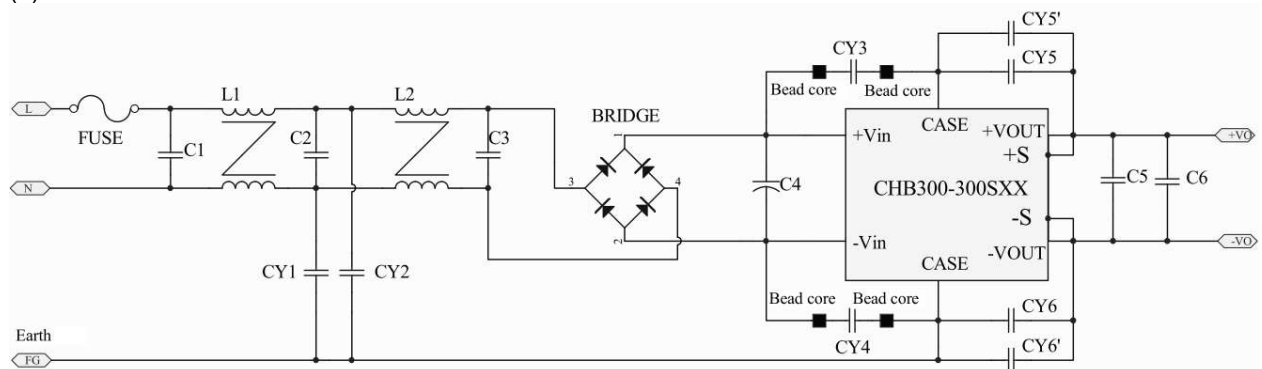 CY5'
CY3
CY5
Bead core
Bead core
L
FUSE
L1
C1
C2
L2
C3
BRIDGE
N
1
3
4
2
C4
CASE
+Vin
+VOUT
+S
CHB300-300SXX
-S
-Vin
-VOUT
CASE
C5
C6
+VO
-VO
CY1
CY2
Bead core
Bead core
CY4
CY6
CY6'
Earth
FG